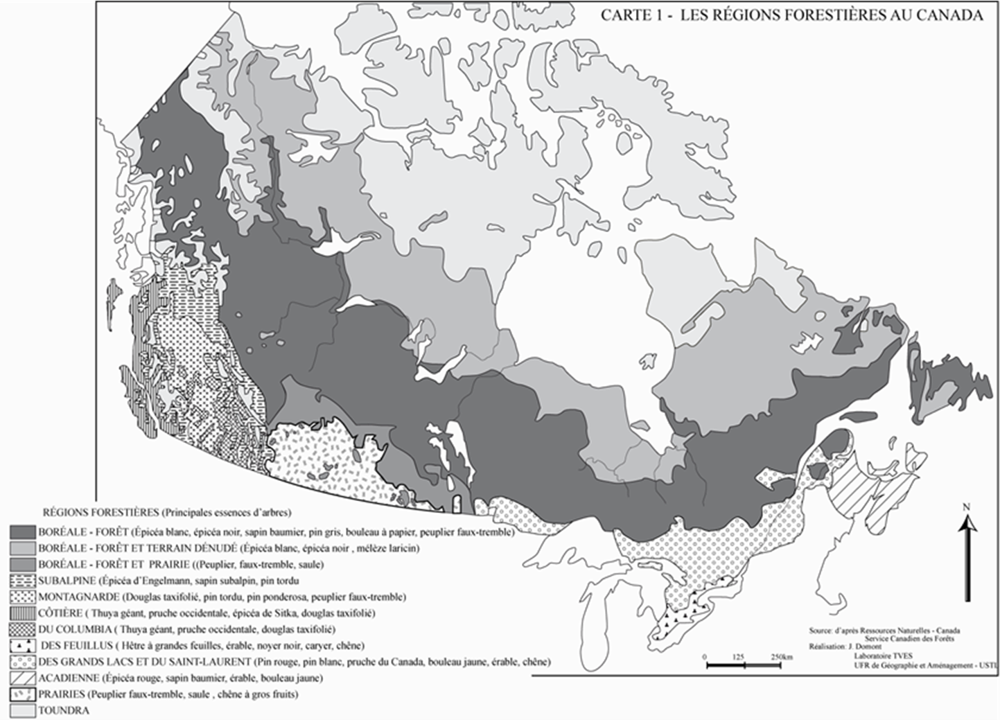 CARTE 1 - LES RÉGIONS FORESTIÈRES AU CANADA
RÉGIONS FORESTIÈRES (Principales essences d'arbres)
BORÉALE - FORÊT (Épicéa blanc, épicéa noir, sapin baumier, pin gris, bouleau à papier, peuplier faux-tremble)
BORÉALE - FORÊT ET TERRAIN DÉNUDÉ (Épicéa blanc, épicéa noir , mélèze laricin)
BORÉALE - FORÊT ET PRAIRIE ((Peuplier, faux-tremble, saule)
SUBALPINE (Épicéa d'Engelmann, sapin subalpin, pin tordu
MONTAGNARDE (Douglas taxifolié, pin tordu, pin ponderosa, peuplier faux-tremble)
CÔTIÈRE ( Thuya géant, pruche occidentale, épicéa de Sitka, douglas taxifolié)
DU COLUMBIA ( Thuya géant, pruche occidentale, douglas taxifolié)
DES FEUILLUS ( Hêtre à grandes feuilles, érable, noyer noir, caryer, chêne)
DES GRANDS LACS ET DU SAINT-LAURENT (Pin rouge, pin blanc, pruche du Canada, bouleau jaune, érable, chêne)
ACADIENNE (Épicéa rouge, sapin baumier, érable, bouleau jaune)
PRAIRIES (Peuplier faux-tremble, saule , chêne à gros fruits)
TOUNDRA
N
0 125 250km
Source: d'après Ressources Naturelles - Canada
Service Canadien des Forêts
Réalisation: J. Domont
Laboratoire TVES
UFR de Géographie et Aménagement - USTL